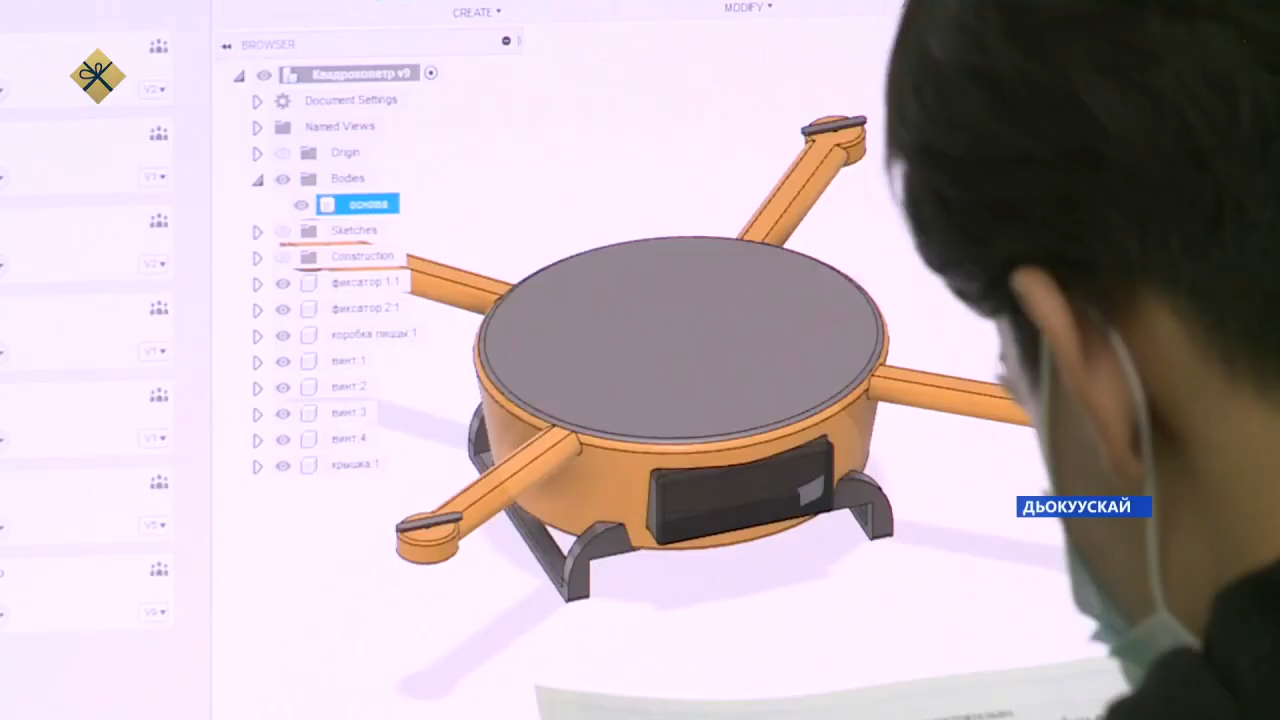 CREATE
MODIFY
BROWSER
Квадрокоптр v9
Document Settings
Named Views
Origin
Bodies
основа
Sketches
Construction
фиксатор 1:1
фиксатор 2:1
коробка пиццы:1
винт:1
винт:2
винт:3
винт:4
крышка:1
V2
V1
V2
V1
V1
V5
V9
ДЬОКУУСКАЙ